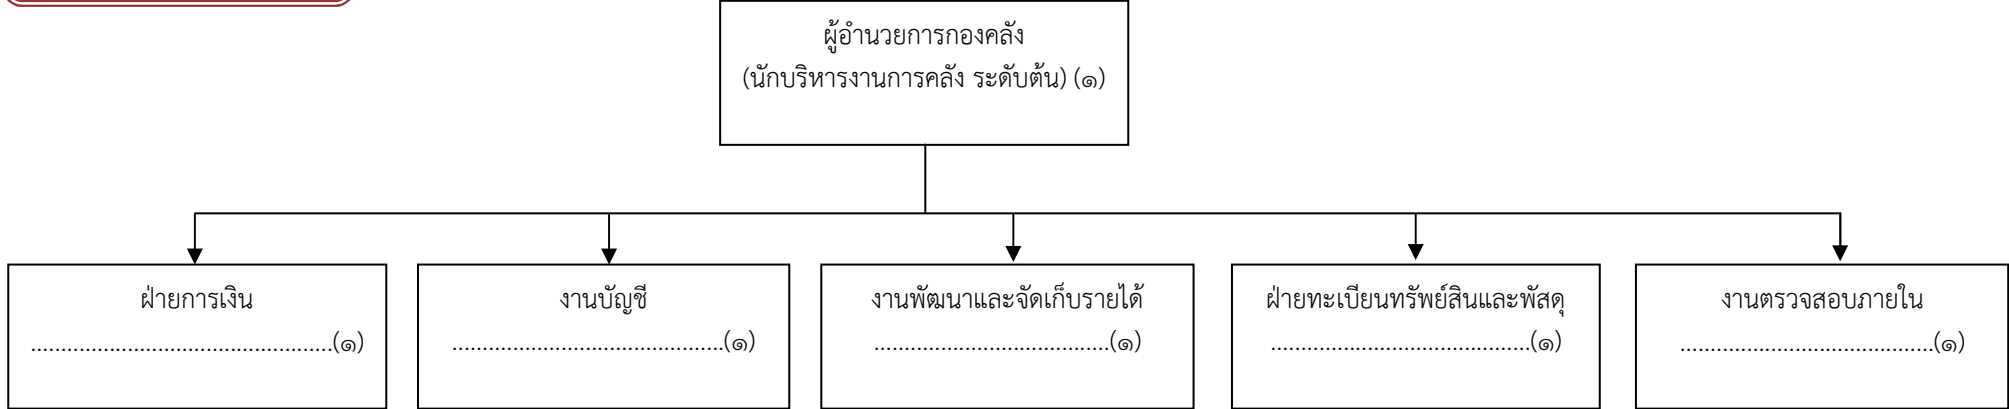 ผู้อำนวยการกองคลัง
(นักบริหารงานการคลัง ระดับต้น) (๑)
ฝ่ายการเงิน
..................................................(๑)
งานบัญชี
.............................................(๑)
งานพัฒนาและจัดเก็บรายได้
.......................................(๑)
ฝ่ายทะเบียนทรัพย์สินและพัสดุ
...........................................(๑)
งานตรวจสอบภายใน
..........................................(๑)